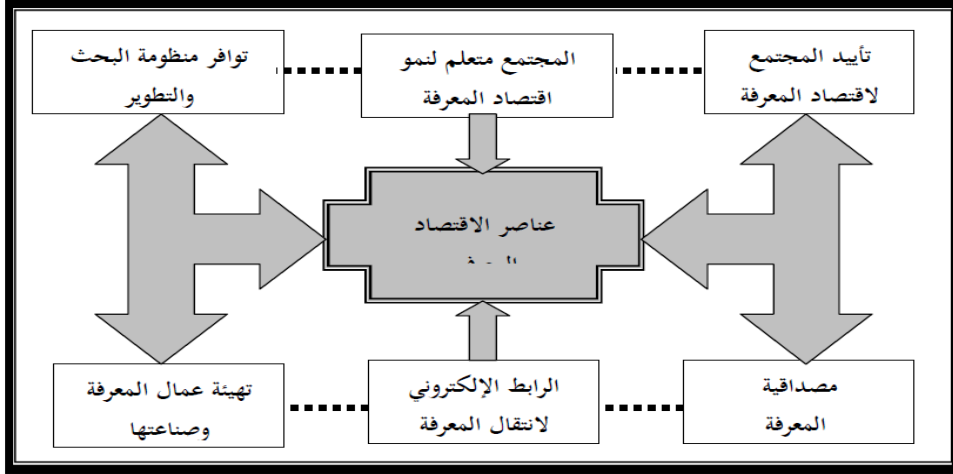 تأييد المجتمع
لاقتصاد المعرفة
المجتمع متعلم لنمو
اقتصاد المعرفة
توافر منظومة البحث
والتطوير
عناصر الاقتصاد
مصداقية
المعرفة
الرابط الإلكتروني
لانتقال المعرفة
تهيئة عمال المعرفة
وصناعتها